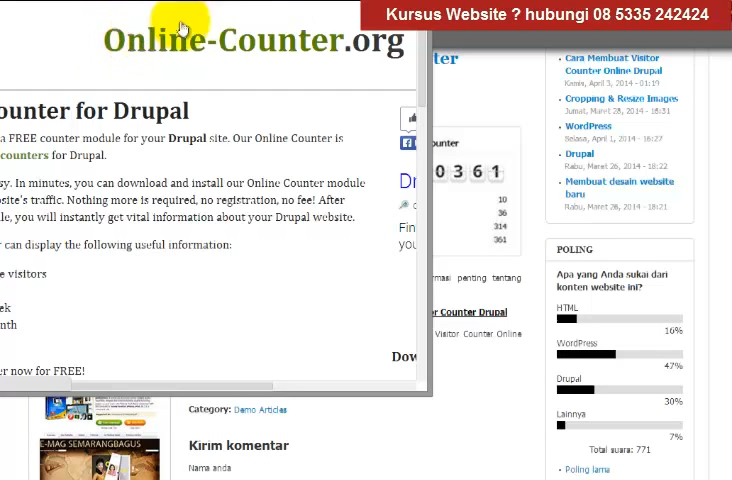 Kursus Website ? hubungi 08 5335 242424
Online-Counter.org
ounter for Drupal
a FREE counter module for your Drupal site. Our Online Counter is
counters for Drupal.
sy. In minutes, you can download and install our Online Counter module
site's traffic. Nothing more is required, no registration, no fee! After
le, you will instantly get vital information about your Drupal website.
r can display the following useful information:
e visitors
ek
nth
er now for FREE!
Fin
you
Dow
ter
ounter
0 3 6 1
10
36
314
361
rmasi penting tentang
r Counter Drupal
Visitor Counter Online
Cara Membuat Visitor
Counter Online Drupal
Kamis, April 3, 2014 - 01:19
Cropping & Resize Images
Jumat, Maret 28, 2014 - 16:31
WordPress
Selasa, April 1, 2014 - 16:27
Drupal
Rabu, Maret 26, 2014 - 18:22
Membuat desain website
baru
Rabu, Maret 26, 2014 - 18:21
POLING
Apa yang Anda sukai dari
konten website ini?
HTML
16%
WordPress
47%
Drupal
30%
Lainnya
7%
Total suara: 771
Poling lama
E-MAG SEMARANGBAGUS
Category: Demo Articles
Kirim komentar
Nama anda